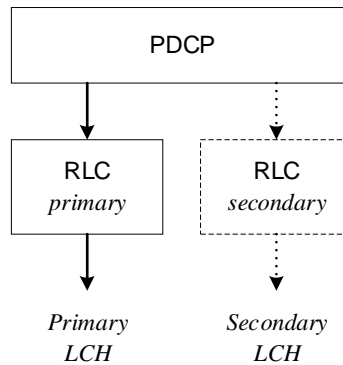 PDCP
RLC
primary
RLC
secondary
Primary
LCH
Secondary
LCH